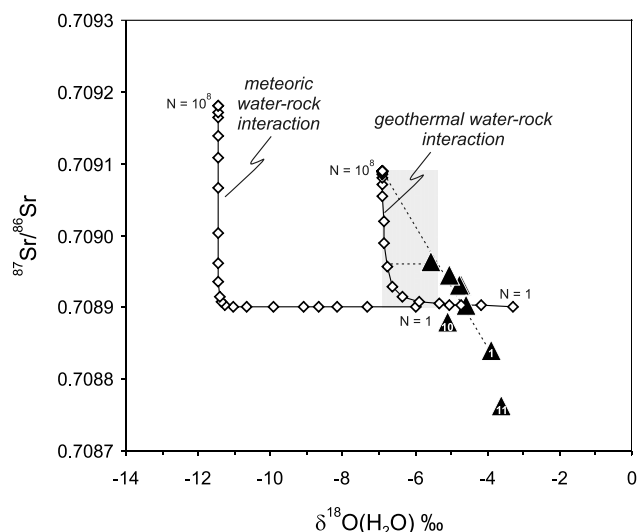 0.7093
0.7092
0.7091
0.7090
0.7089
0.7088
0.7087
⁸⁷Sr/⁸⁶Sr
N = 10⁸
meteoric
water-rock
interaction
geothermal water-rock
interaction
N = 10⁸
N = 1
N = 1
10
1
11
-14
-12
-10
-8
-6
-4
-2
0
δ¹⁸O(H₂O) ‰